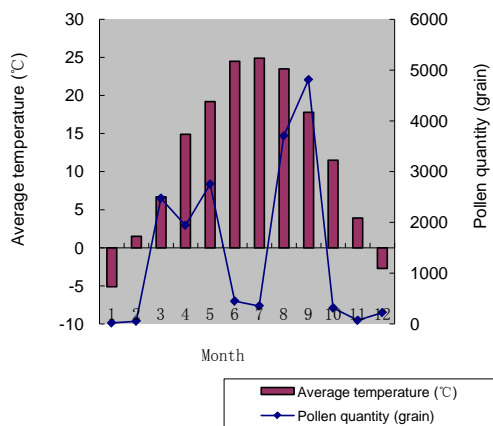 Average temperature (℃)
30
25
20
15
10
5
0
-5
-10
6000
5000
4000
3000
2000
1000
0
Pollen quantity (grain)
1 2 3 4 5 6 7 8 9 10 11 12
Month
Average temperature (℃)
Pollen quantity (grain)